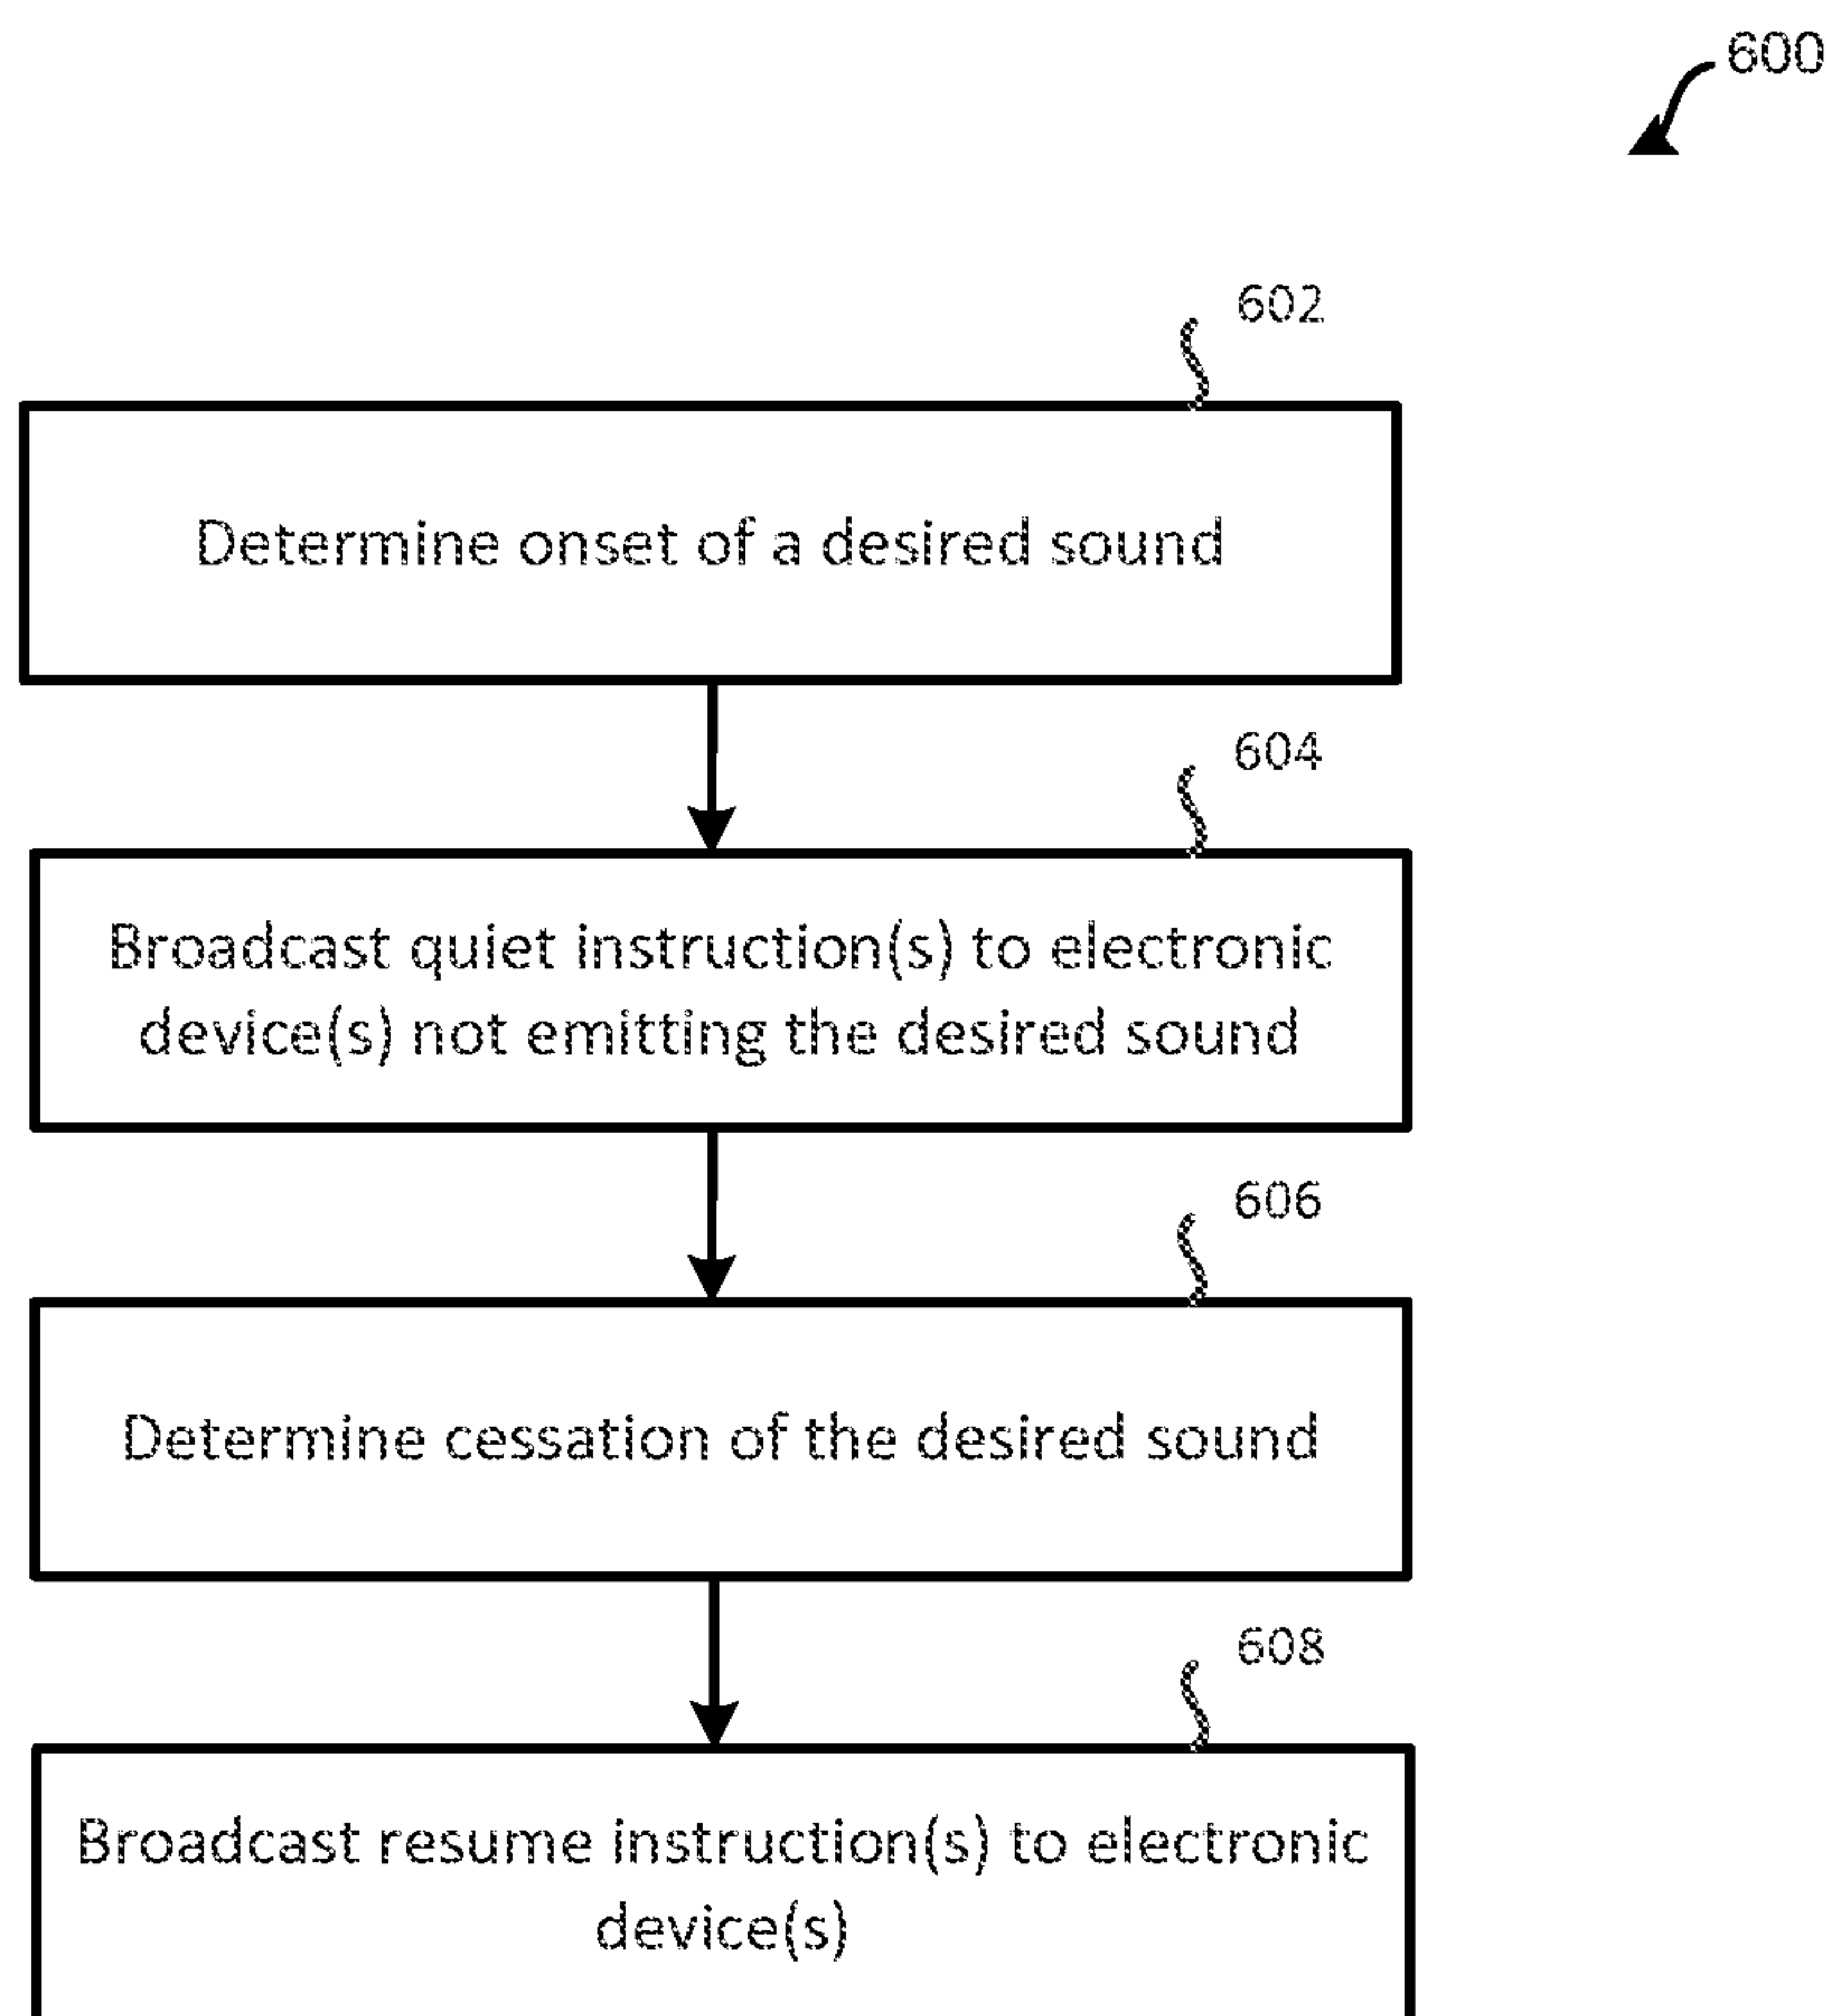 600
602
Determine onset of a desired sound
604
Broadcast quiet instruction(s) to electronic
device(s) not emitting the desired sound
606
Determine cessation of the desired sound
608
Broadcast resume instruction(s) to electronic
device(s)